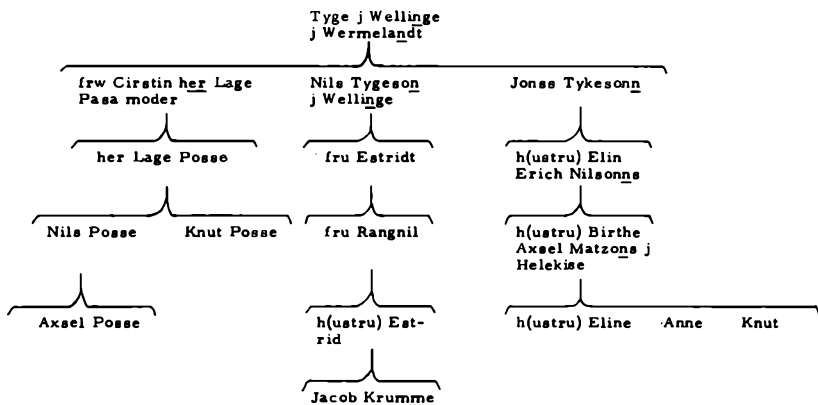 Tyge j Wellinge
j Wermelandt
frw Cirstin her Lage
Pasa moder
Nils Tygeson
j Wellinge
Jonss Tykesonn
her Lage Posse
fru Estridt
h(ustru) Elin
Erich Nilsonns
Nils Posse
Knut Posse
fru Rangnil
h(ustru) Birthe
Axsel Matzons j
Helekise
Axsel Posse
h(ustru) Est-
rid
h(ustru) Eline
Anne
Knut
Jacob Krumme